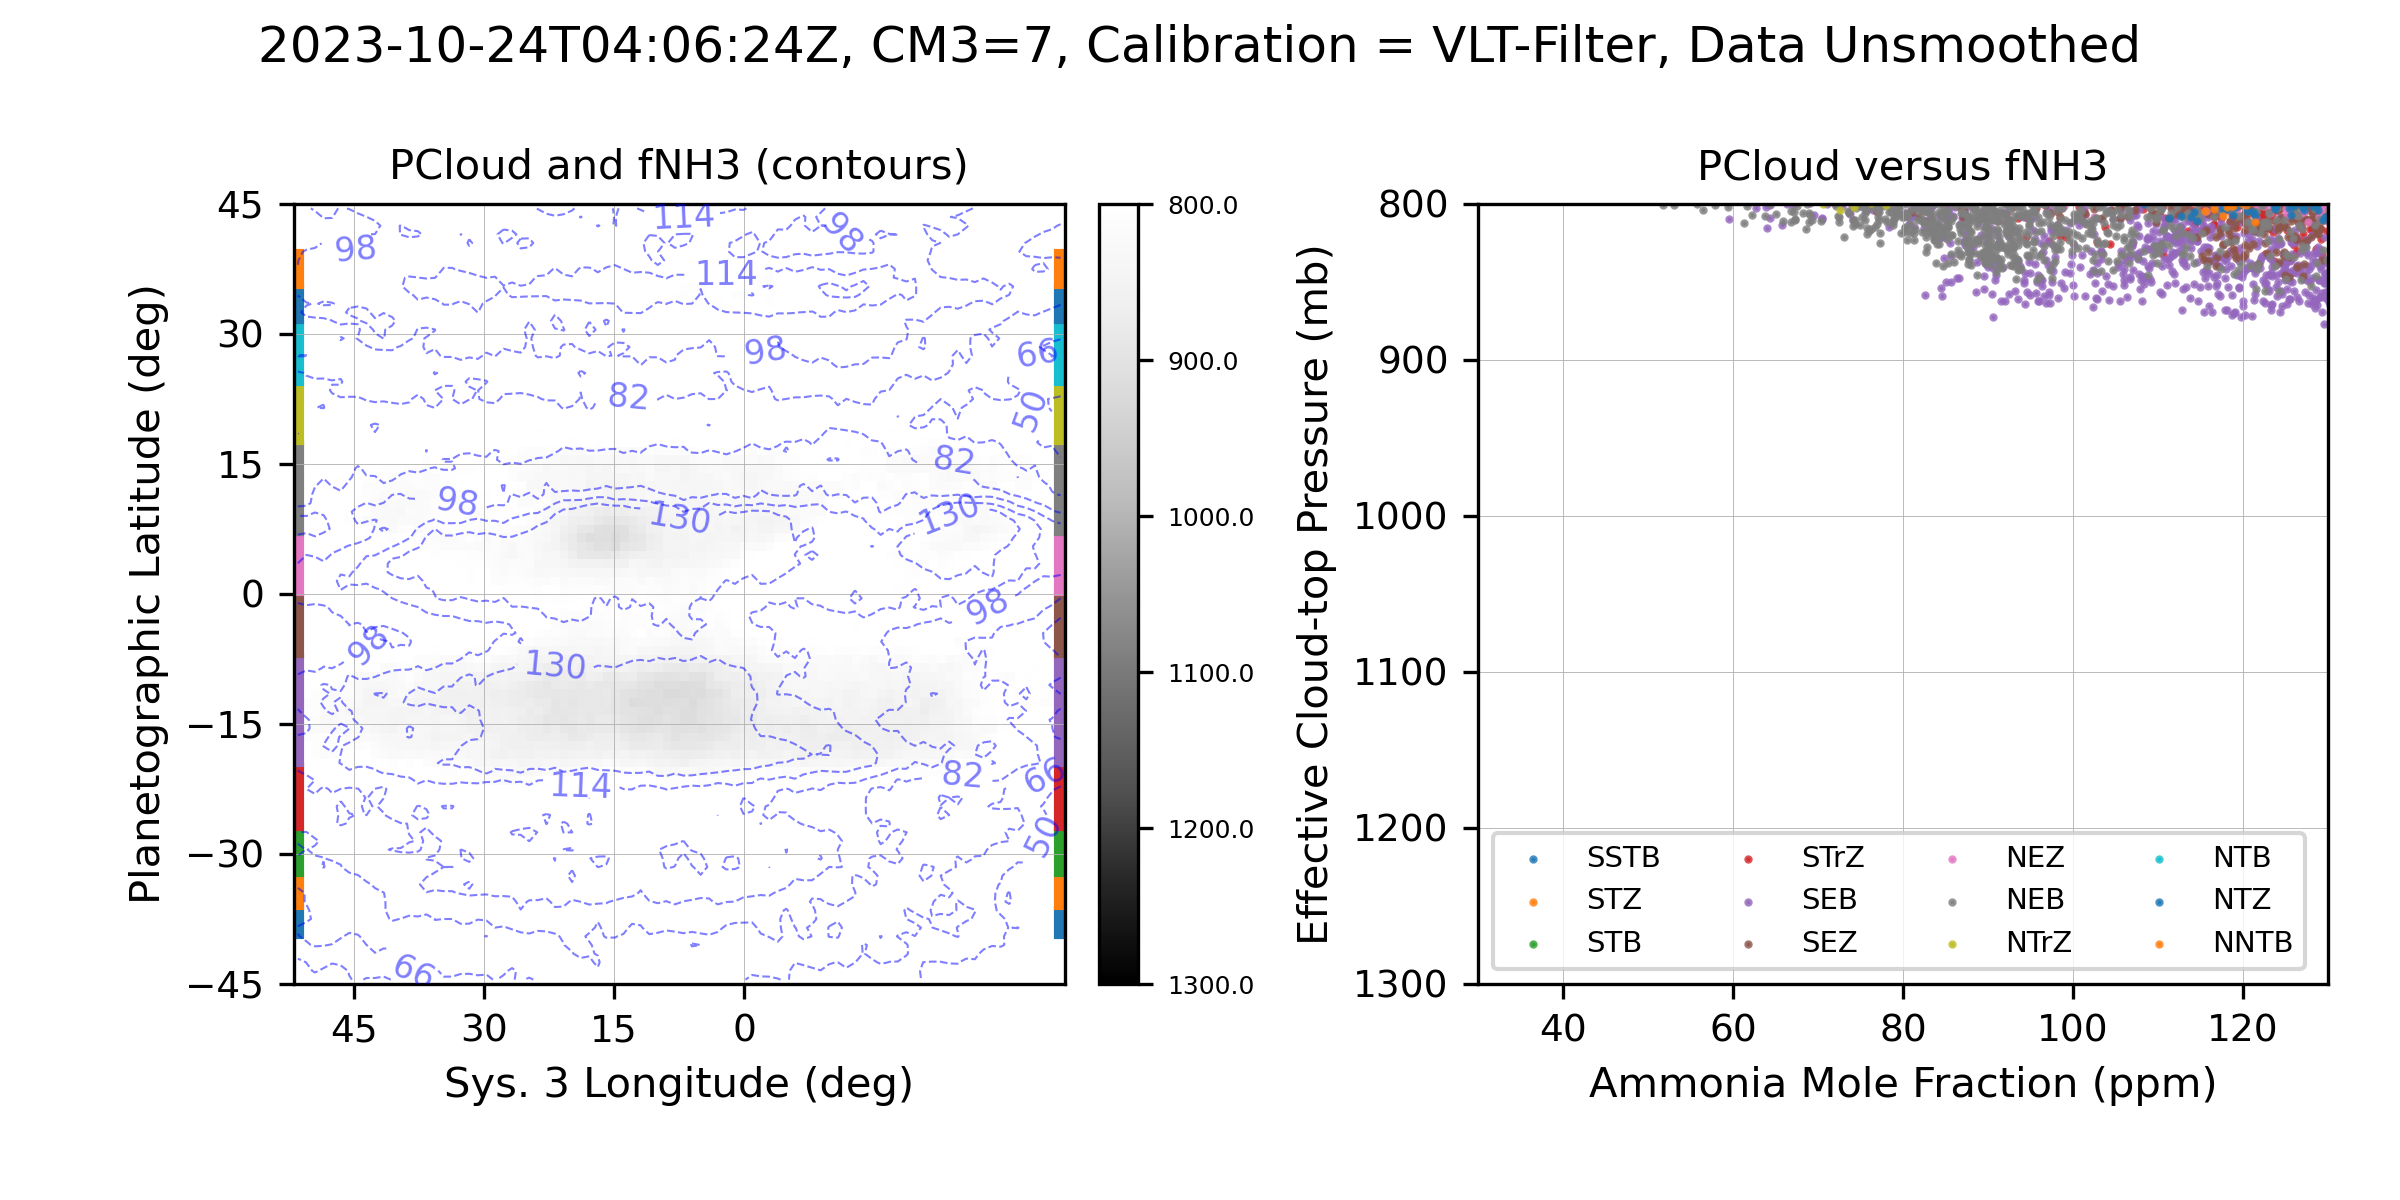 2023-10-24T04:06:24Z, CM3=7, Calibration = VLT-Filter, Data Unsmoothed
PCloud and fNH3 (contours)
Planetographic Latitude (deg)
45
30
15
0
−15
−30
−45
114
98
98
114
98
66
82
50
82
98
130
130
98
98
130
114
82
66
50
66
45
30
15
0
Sys. 3 Longitude (deg)
800.0
900.0
1000.0
1100.0
1200.0
1300.0
PCloud versus fNH3
Effective Cloud-top Pressure (mb)
800
900
1000
1100
1200
1300
SSTB
STZ
STB
STrZ
SEB
SEZ
NEZ
NEB
NTrZ
NTB
NTZ
NNTB
40
60
80
100
120
Ammonia Mole Fraction (ppm)